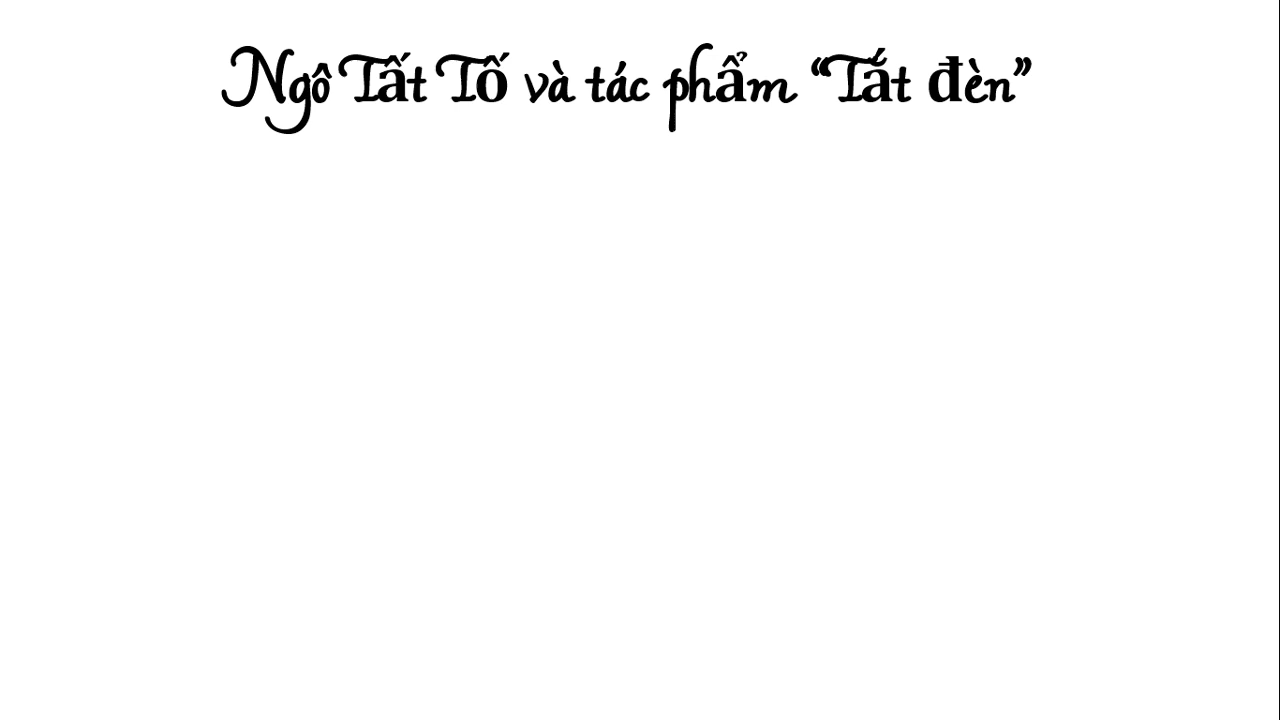 Ngô Tất Tố và tác phẩm “Tắt đèn”